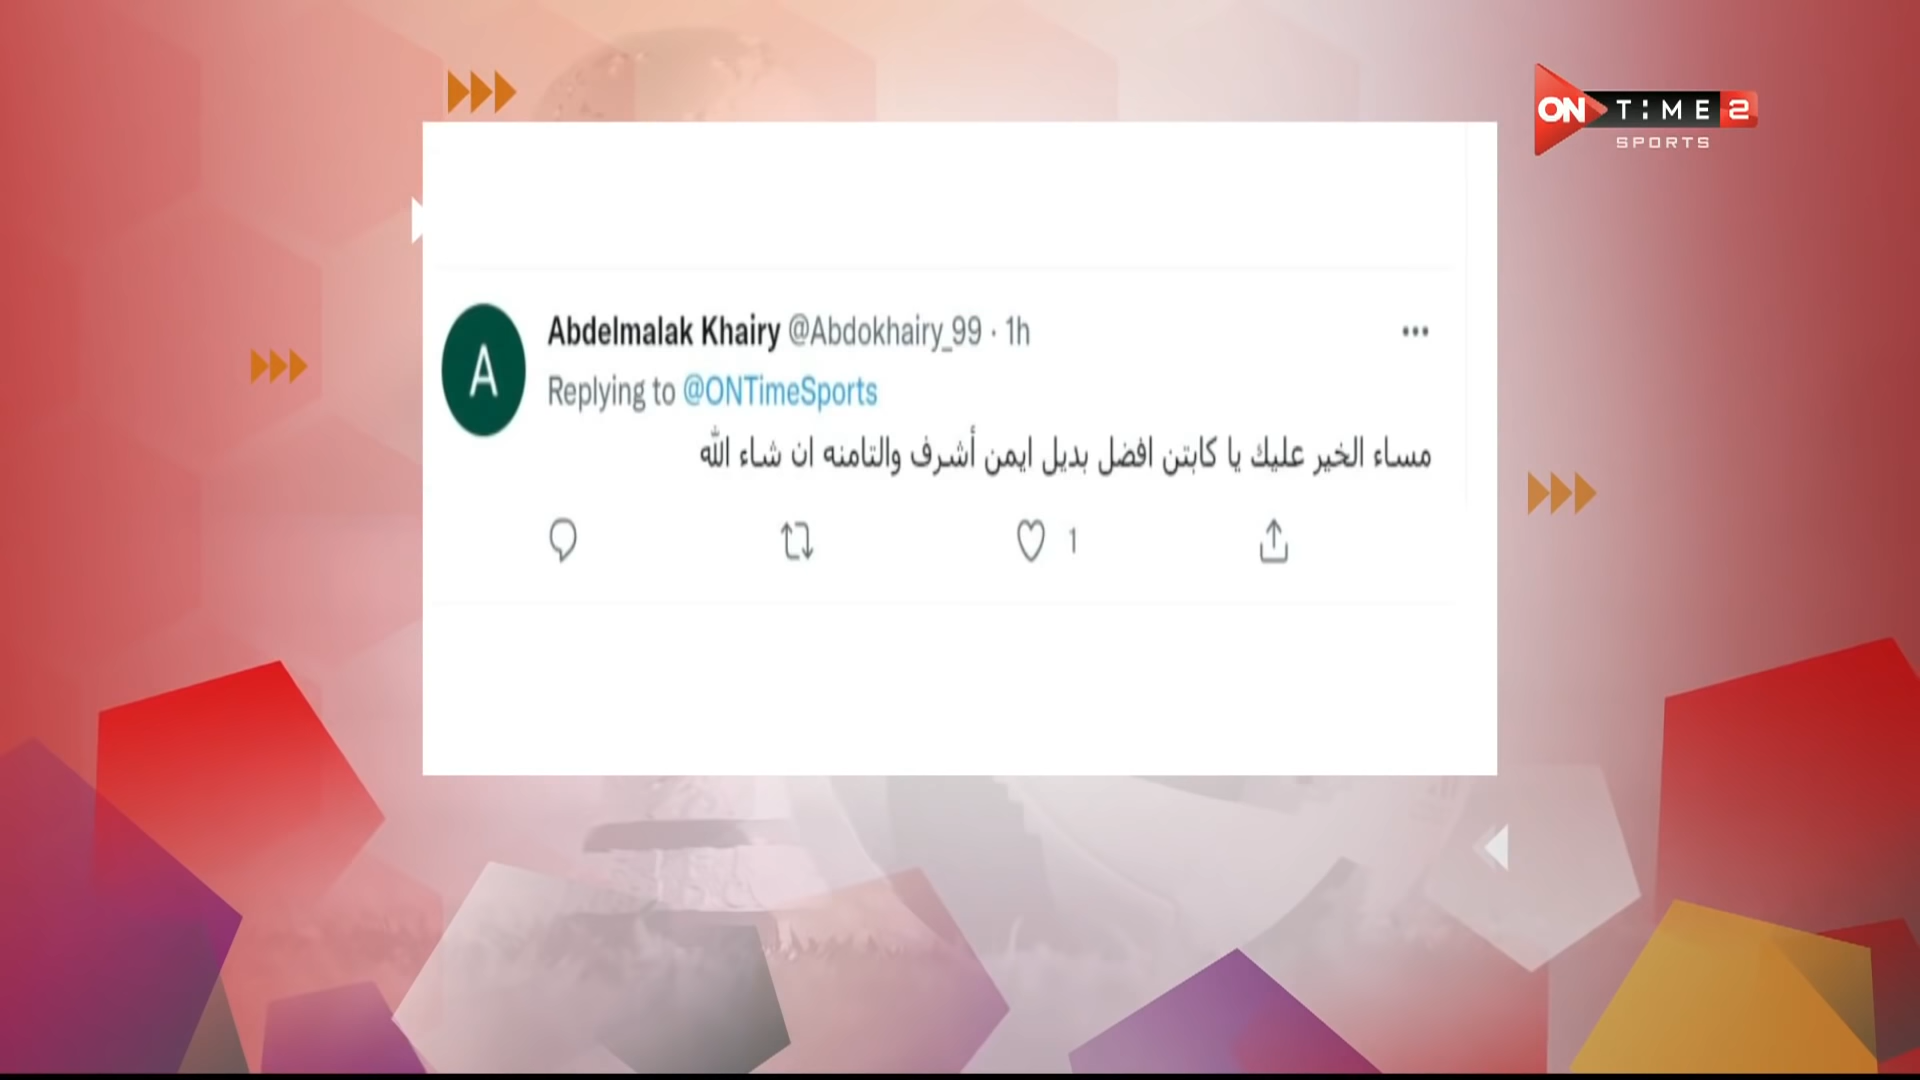 ON TIME 2
SPORTS
Abdelmalak Khairy @Abdokhairy_99 · 1h
A
Replying to @ONTimeSports
مساء الخير عليك يا كابتن افضل بديل ايمن أشرف والتامنه ان شاء الله
1